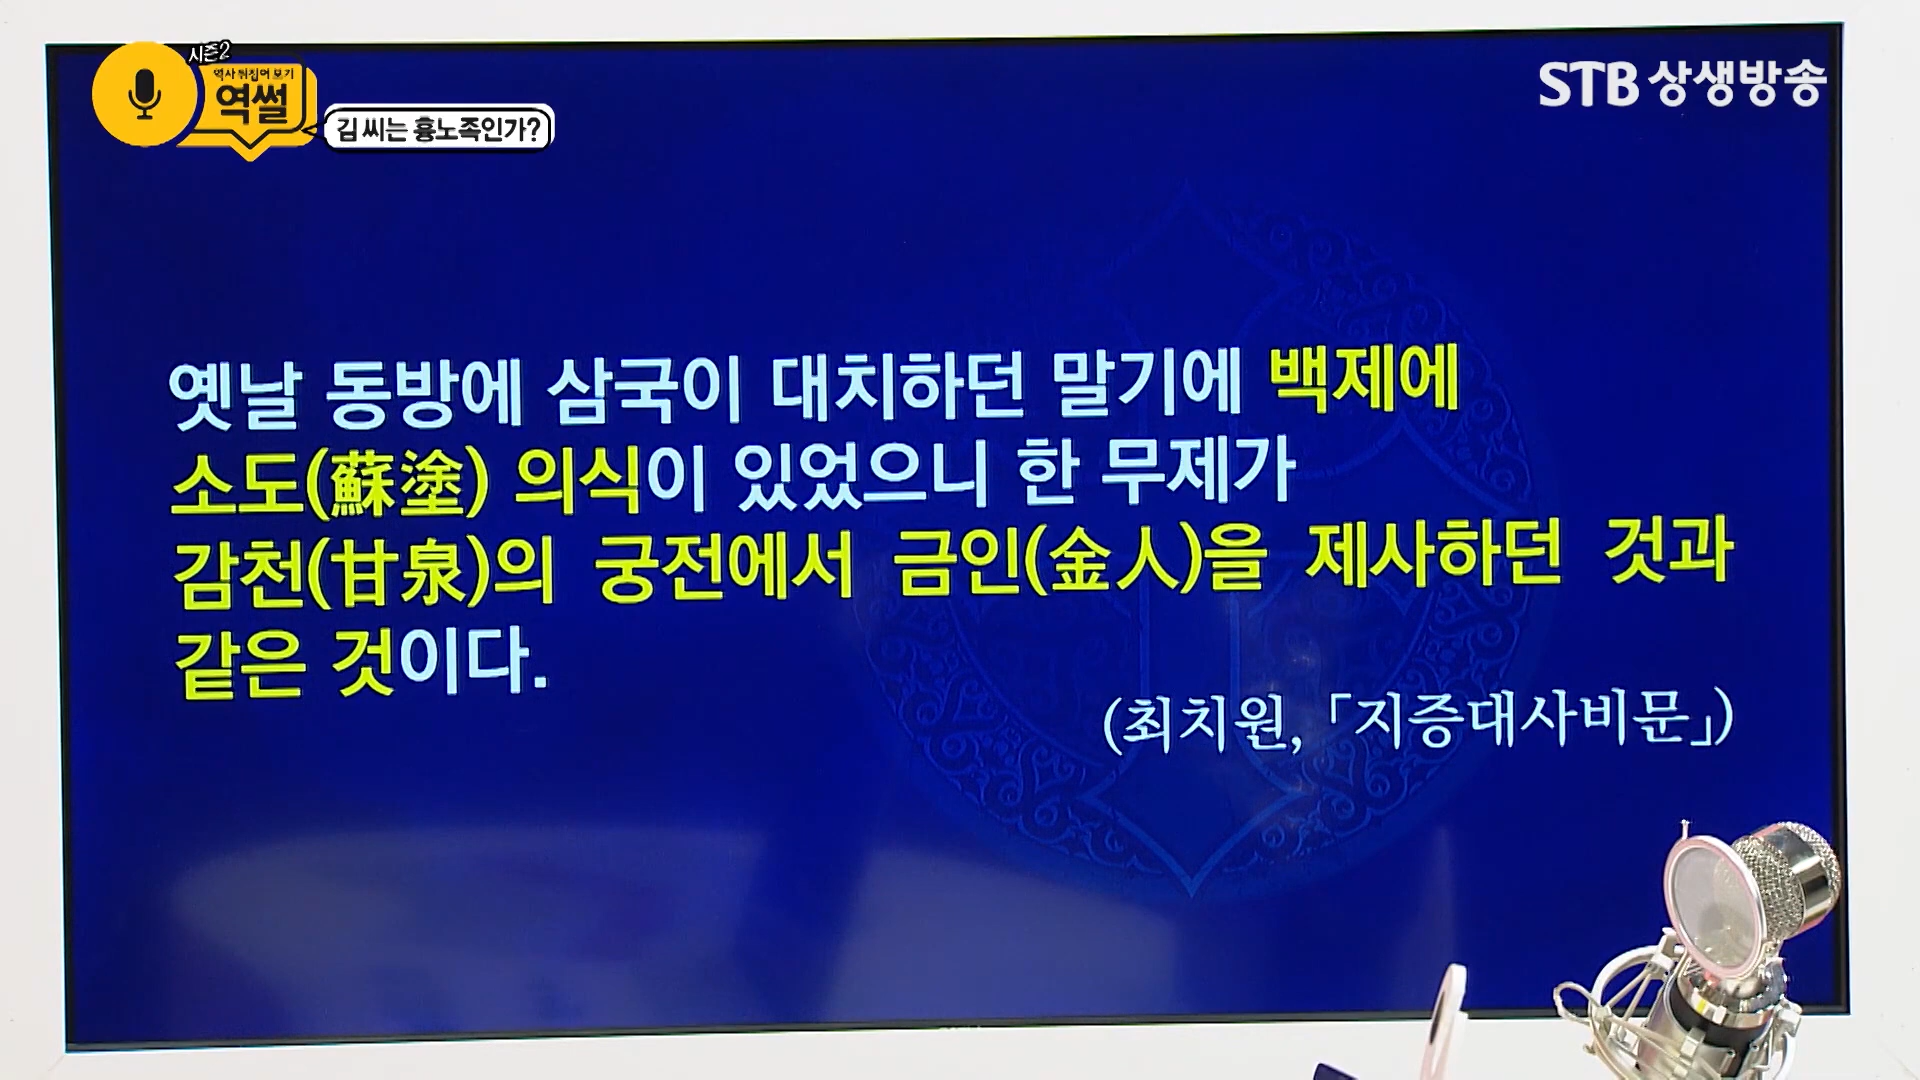 시즌2
역사 뒤집어 보기
역썰
김 씨는 흉노족인가?
STB 상생방송
옛날 동방에 삼국이 대치하던 말기에 백제에
소도(蘇塗) 의식이 있었으니 한 무제가
감천(甘泉)의 궁전에서 금인(金人)을 제사하던 것과
같은 것이다.
(최치원, 「지증대사비문」)